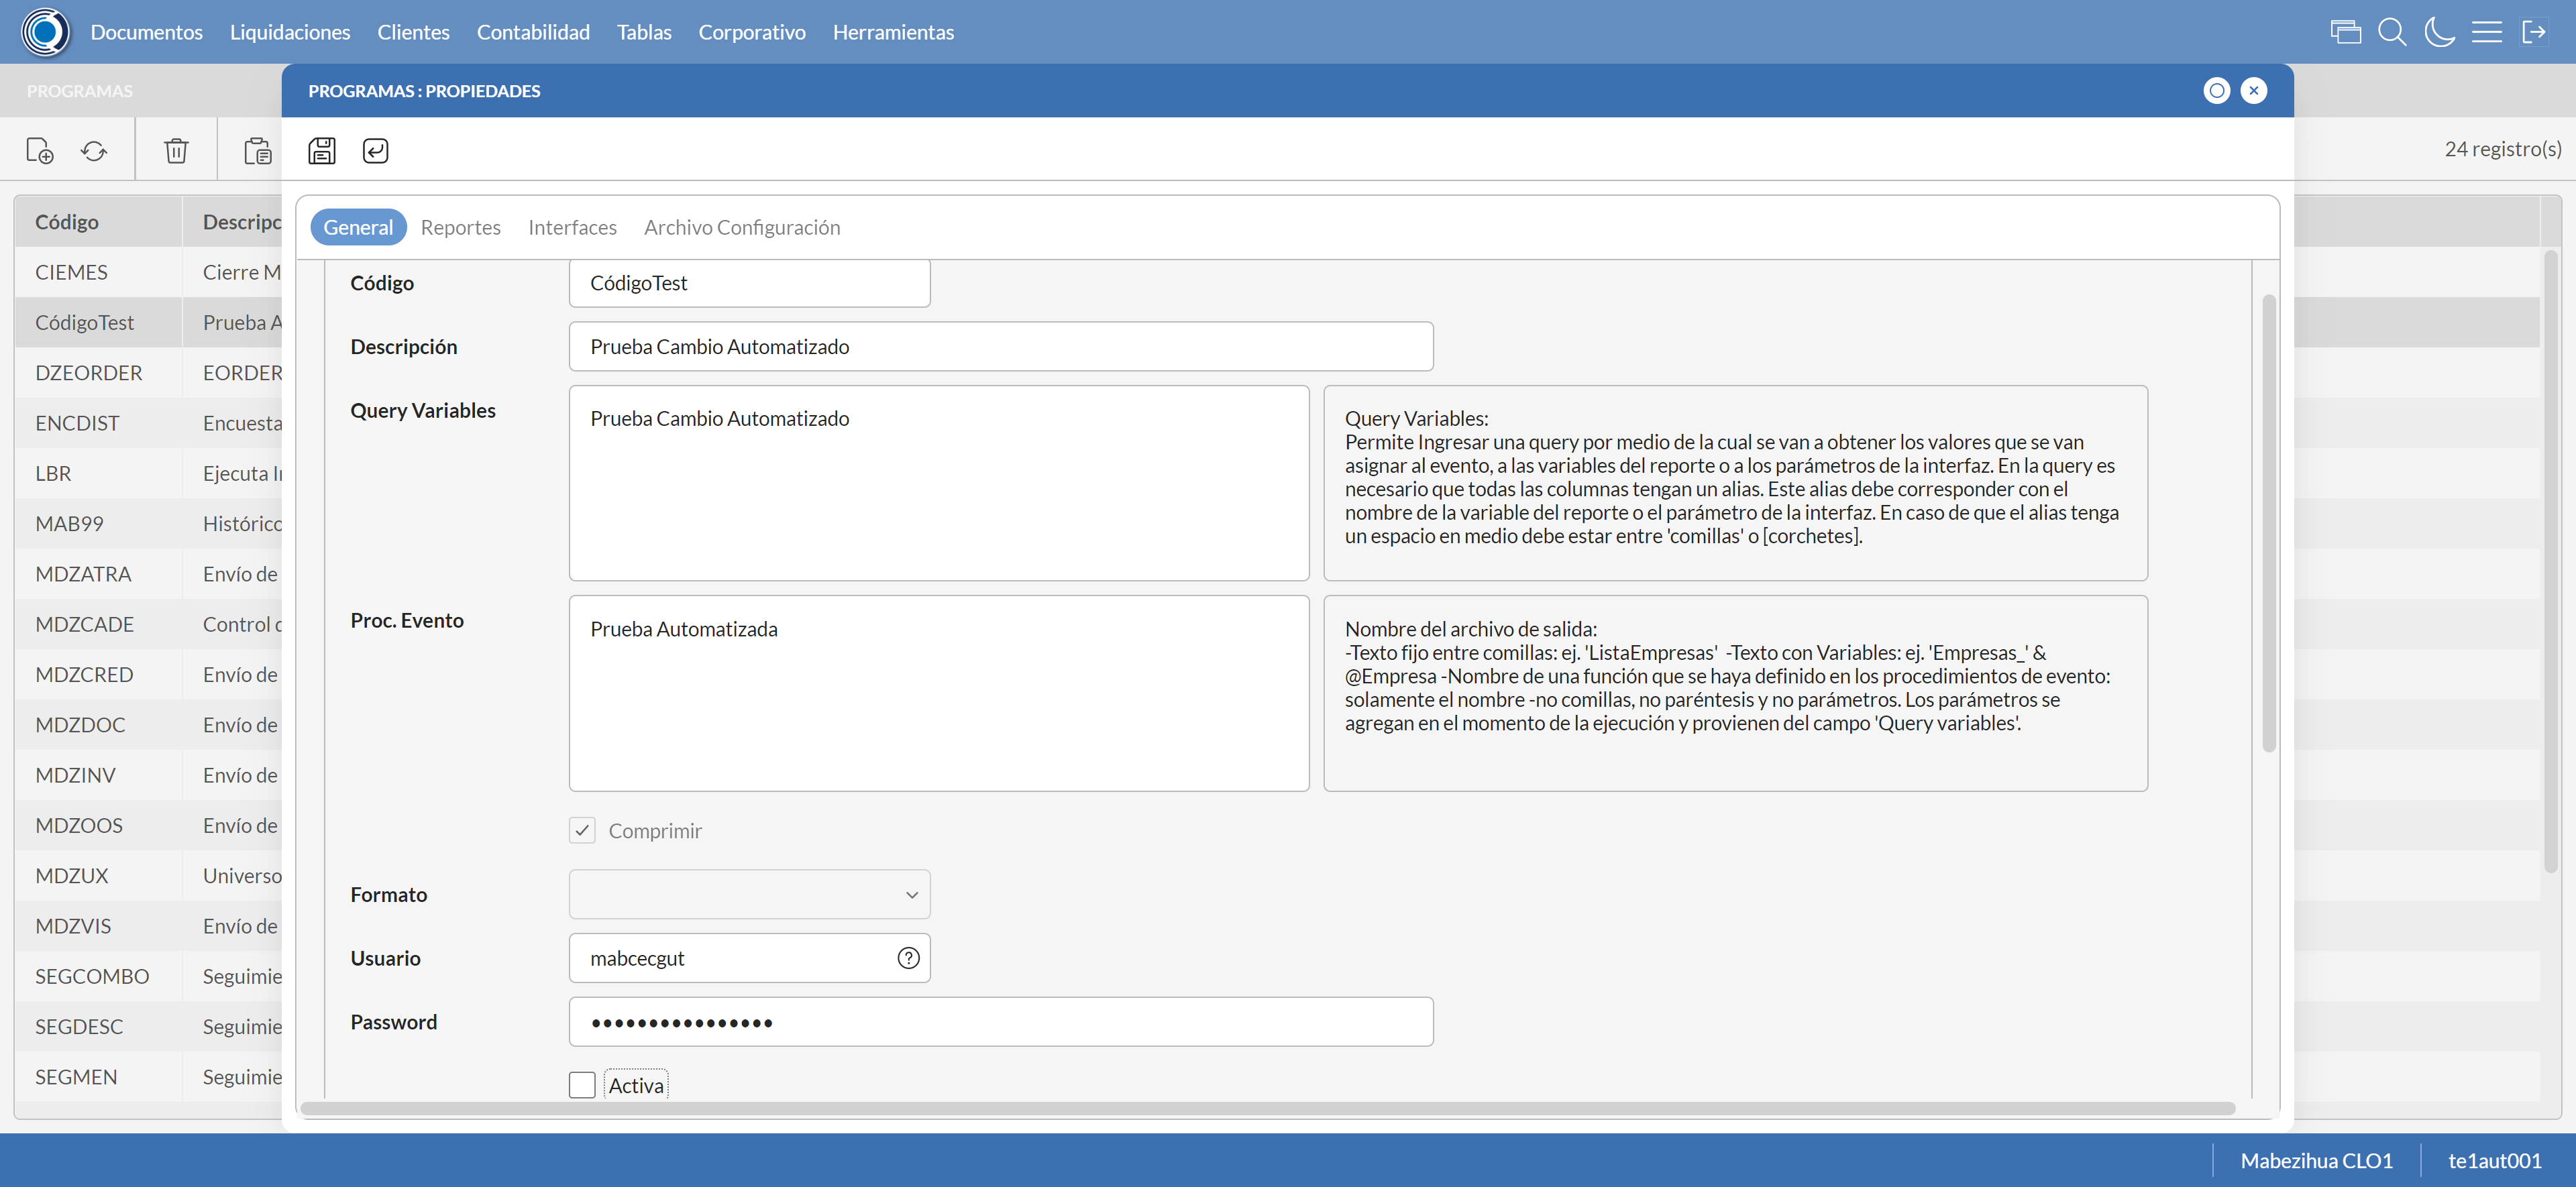 Documentos Liquidaciones Clientes Contabilidad Tablas Corporativo Herramientas
PROGRAMAS
PROGRAMAS : PROPIEDADES
24 registro(s)
General Reportes Interfaces Archivo Configuración
Código Descripc
CIEMES Cierre M
CódigoTest Prueba A
DZEORDER EORDER
ENCDIST Encuesta
LBR Ejecuta
MAB99 Histórico
MDZATRA Envío de
MDZCADE Control
MDZCRED Envío de
MDZDOC Envío de
MDZINV Envío de
MDZOOS Envío de
MDZUX Universo
MDZVIS Envío de
SEGCOMBO Seguimie
SEGDESC Seguimie
SEGMEN Seguimie
Código CódigoTest
Descripción Prueba Cambio Automatizado
Query Variables Prueba Cambio Automatizado
Query Variables:
Permite Ingresar una query por medio de la cual se van a obtener los valores que se van
asignar al evento, a las variables del reporte o a los parámetros de la interfaz. En la query es
necesario que todas las columnas tengan un alias. Este alias debe corresponder con el
nombre de la variable del reporte o el parámetro de la interfaz. En caso de que el alias tenga
un espacio en medio debe estar entre 'comillas' o [corchetes].
Proc. Evento Prueba Automatizada
Nombre del archivo de salida:
-Texto fijo entre comillas: ej. 'ListaEmpresas' -Texto con Variables: ej. 'Empresas_' &
@Empresa -Nombre de una función que se haya definido en los procedimientos de evento:
solamente el nombre -no comillas, no paréntesis y no parámetros. Los parámetros se
agregan en el momento de la ejecución y provienen del campo 'Query variables'.
Comprimir
Formato
Usuario mabcecgut
Password ••••••••••••••••
Activa
Mabezihua CLO1 te1aut001